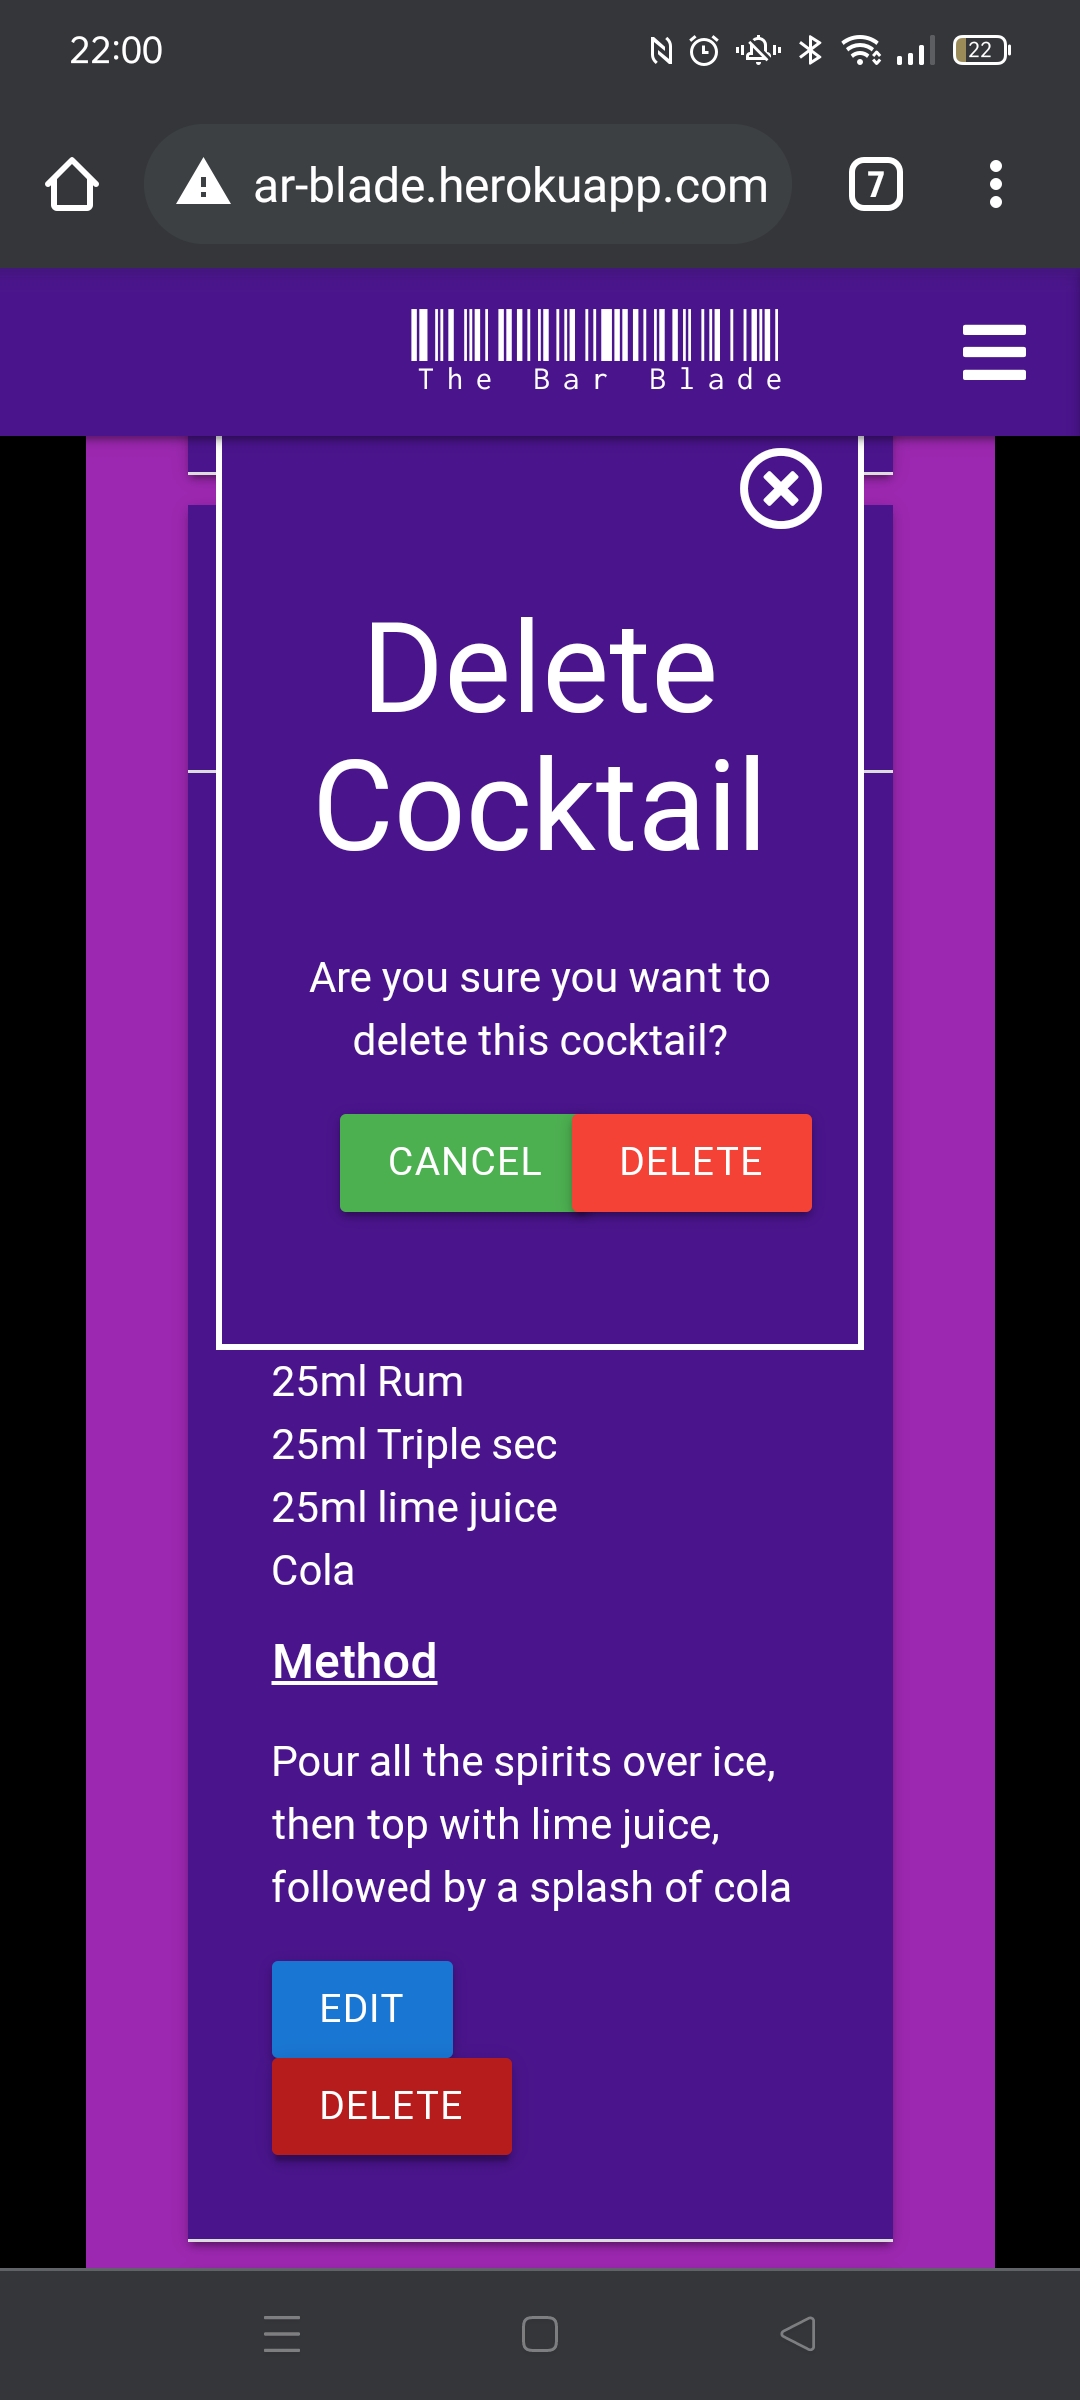 22:00
22
ar-blade.herokuapp.com
7
The Bar Blade
Delete
Cocktail
Are you sure you want to
delete this cocktail?
CANCEL
DELETE
25ml Rum
25ml Triple sec
25ml lime juice
Cola
Method
Pour all the spirits over ice,
then top with lime juice,
followed by a splash of cola
EDIT
DELETE